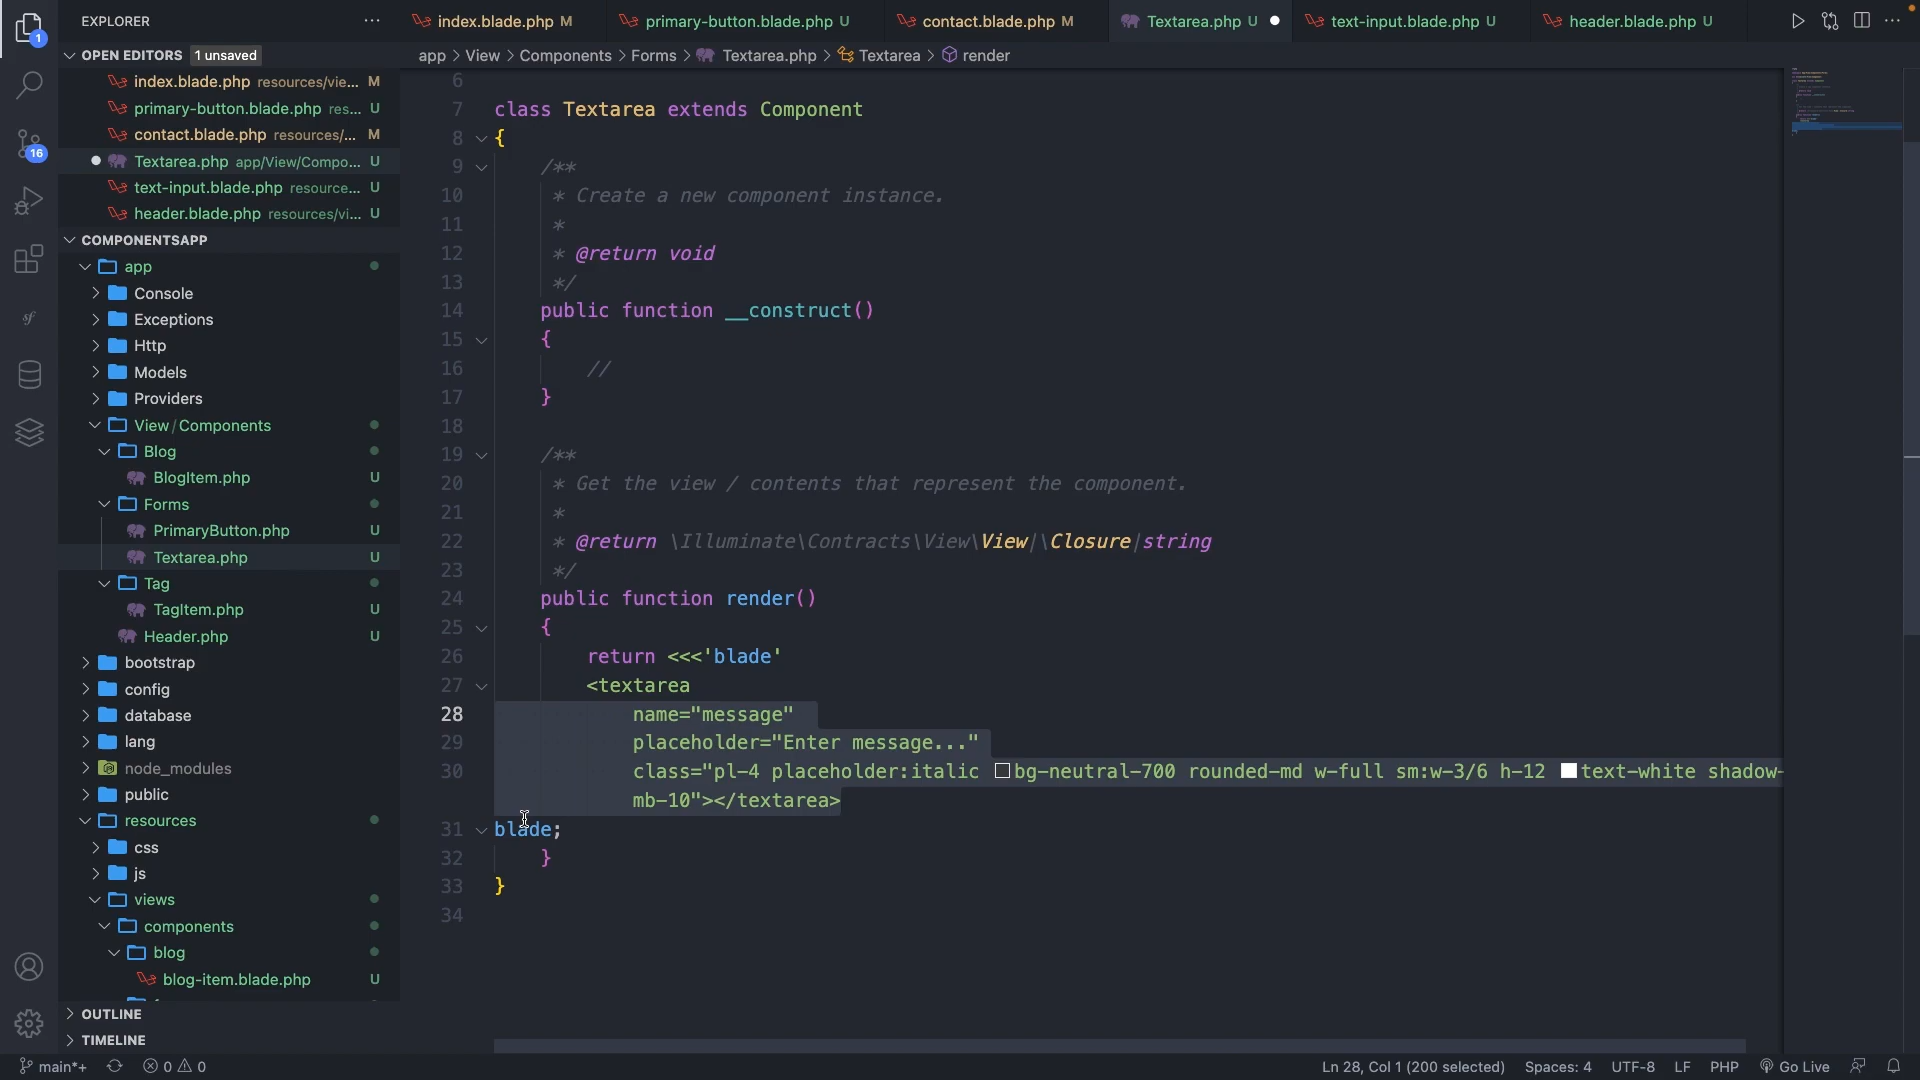 EXPLORER
index.blade.php M
primary-button.blade.php U
contact.blade.php M
Textarea.php U
text-input.blade.php U
header.blade.php U
1
OPEN EDITORS 1 unsaved
app > View > Components > Forms > Textarea.php > Textarea > render
index.blade.php resources/vie... M
primary-button.blade.php res... U
contact.blade.php resources/... M
Textarea.php app/View/Compo... U
text-input.blade.php resource... U
header.blade.php resources/vi... U
16
COMPONENTSAPP
app
Console
Exceptions
Http
Models
Providers
View/Components
Blog
BlogItem.php U
Forms
PrimaryButton.php U
Textarea.php U
Tag
TagItem.php U
Header.php U
bootstrap
config
database
lang
node_modules
public
resources
css
js
views
components
blog
blog-item.blade.php U
OUTLINE
TIMELINE
6
7 class Textarea extends Component
8 {
9 /**
10 * Create a new component instance.
11 *
12 * @return void
13 */
14 public function __construct()
15 {
16 //
17 }
18
19 /**
20 * Get the view / contents that represent the component.
21 *
22 * @return \Illuminate\Contracts\View\View|\Closure|string
23 */
24 public function render()
25 {
26 return <<<'blade'
27 <textarea
28 name="message"
29 placeholder="Enter message..."
30 class="pl-4 placeholder:italic bg-neutral-700 rounded-md w-full sm:w-3/6 h-12 text-white shadow-
mb-10"></textarea>
31 blade;
32 }
33 }
34
main*+ 0 0 Ln 28, Col 1 (200 selected) Spaces: 4 UTF-8 LF PHP Go Live